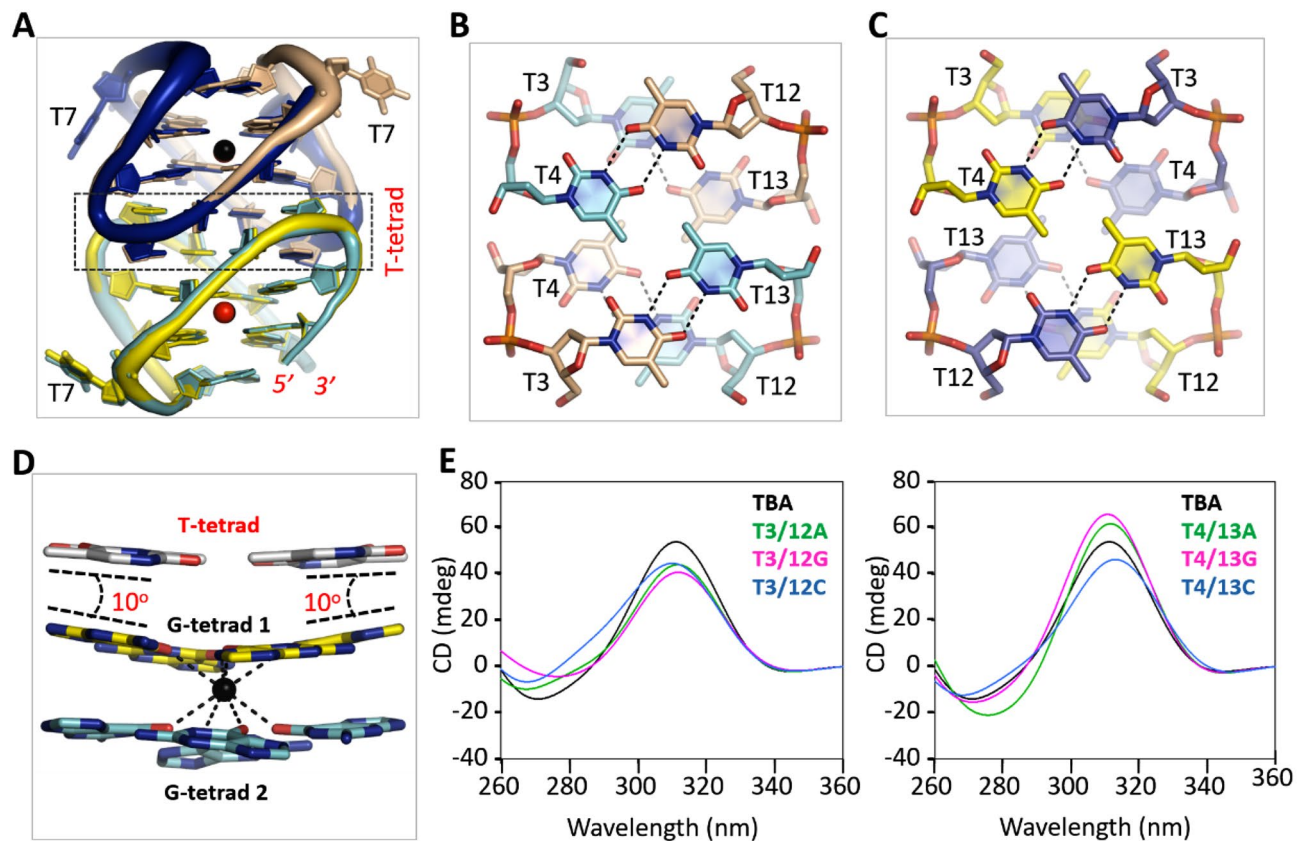 A
T7
T7
T-tetrad
T7
5’ 3’
B
T3
T12
T4
T13
T4
T13
T3
T12
C
T3
T3
T4
T4
T13
T13
T12
T12
D
T-tetrad
10°
10°
G-tetrad 1
G-tetrad 2
E
CD (mdeg)
80
60
40
20
0
-20
-40
TBA
T3/12A
T3/12G
T3/12C
260 280 300 320 340 360
Wavelength (nm)
CD (mdeg)
80
60
40
20
0
-20
-40
TBA
T4/13A
T4/13G
T4/13C
260 280 300 320 340 360
Wavelength (nm)